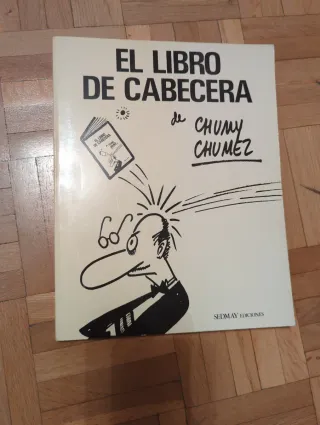 EL LIBRO
DE CABECERA
de CHUMY
CHUMEZ
SEDMAY EDICIONES